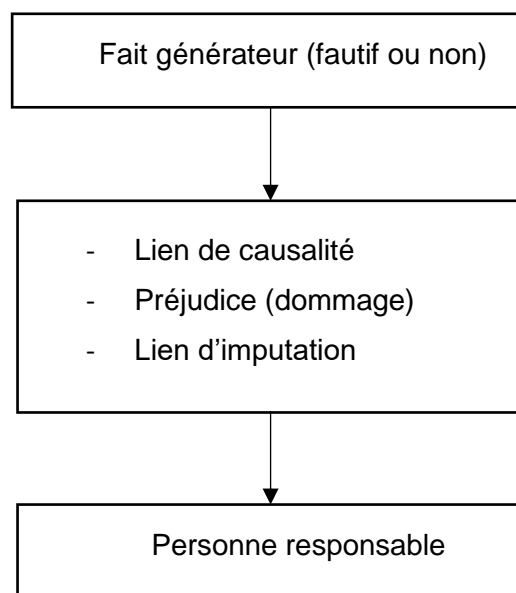 Fait générateur (fautif ou non)
- Lien de causalité
- Préjudice (dommage)
- Lien d'imputation
Personne responsable